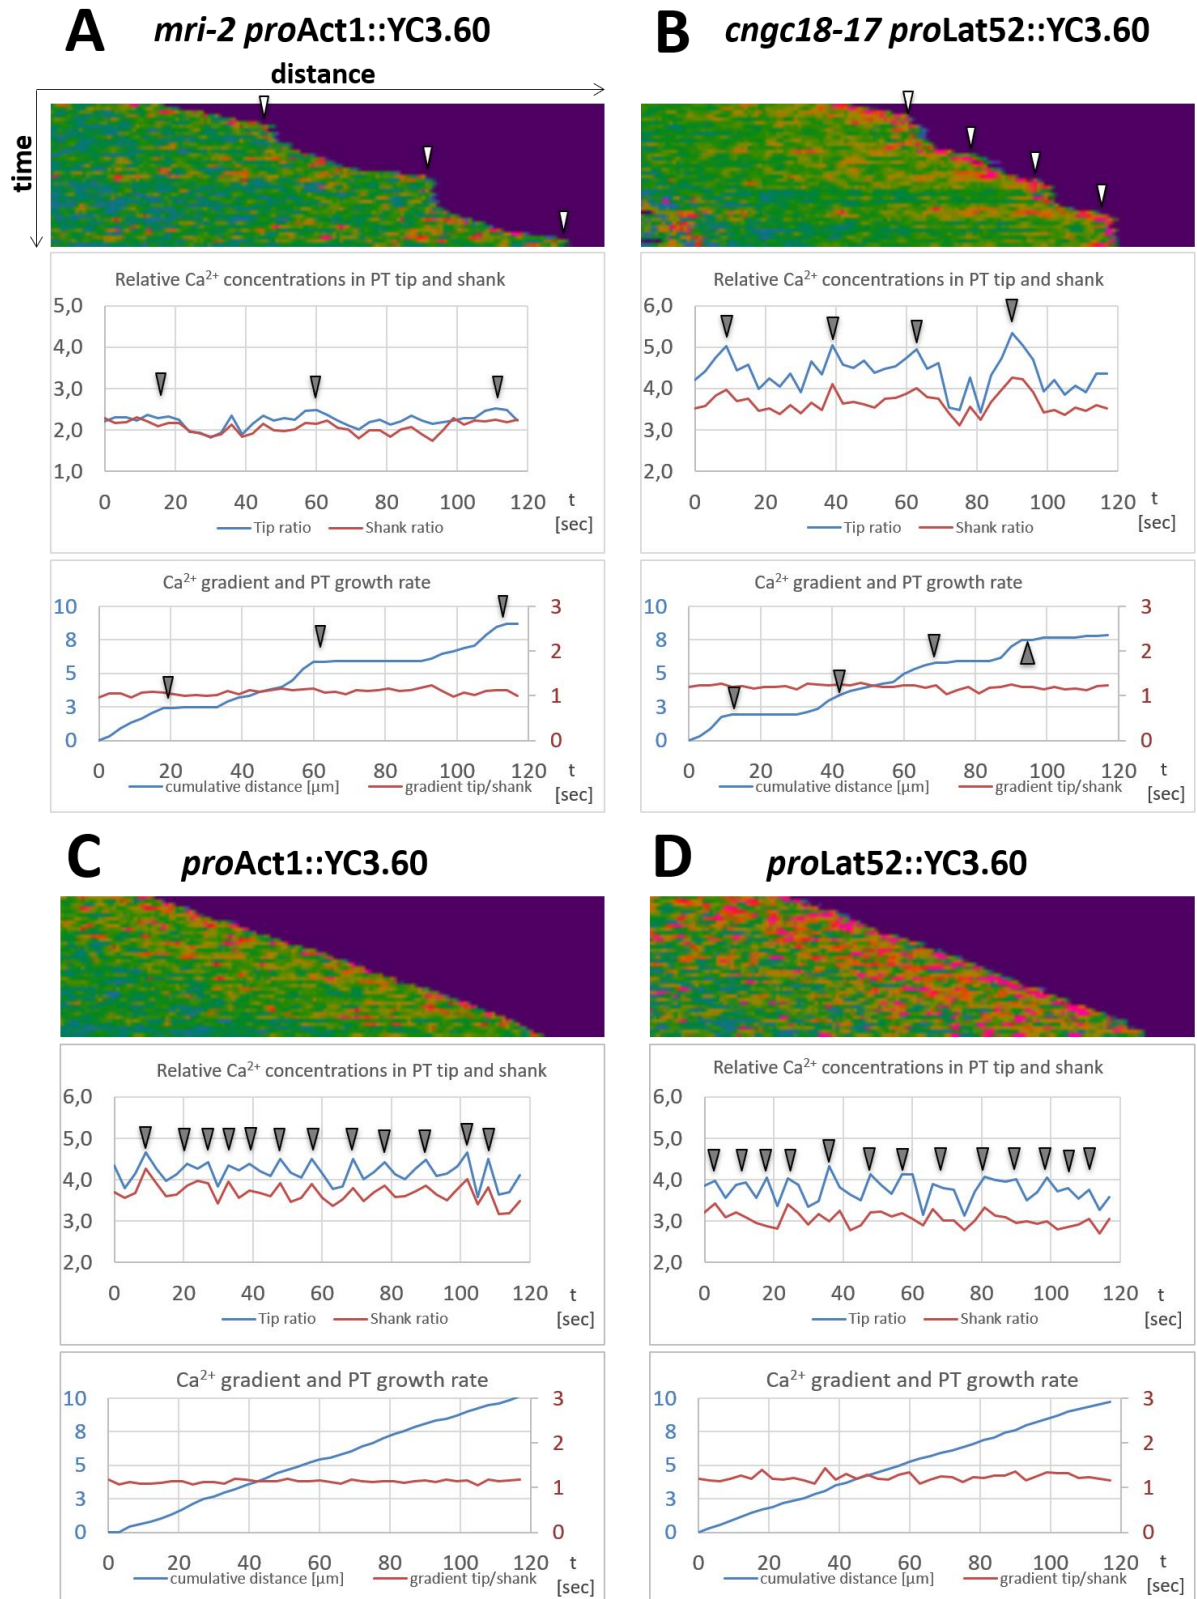 A mri-2 proAct1::YC3.60
distance
time
Relative Ca²⁺ concentrations in PT tip and shank
5,0
4,0
3,0
2,0
1,0
0 20 40 60 80 100 120 t
[sec]
Tip ratio Shank ratio
Ca²⁺ gradient and PT growth rate
10 3
8
2
5
1
3
0 0
0 20 40 60 80 100 120 t
[sec]
cumulative distance [µm] gradient tip/shank
B cngc18-17 proLat52::YC3.60
Relative Ca²⁺ concentrations in PT tip and shank
6,0
5,0
4,0
3,0
2,0
0 20 40 60 80 100 120 t
[sec]
Tip ratio Shank ratio
Ca²⁺ gradient and PT growth rate
10 3
8
2
5
1
3
0 0
0 20 40 60 80 100 120 t
[sec]
cumulative distance [µm] gradient tip/shank
C proAct1::YC3.60
Relative Ca²⁺ concentrations in PT tip and shank
6,0
5,0
4,0
3,0
2,0
0 20 40 60 80 100 120 t
[sec]
Tip ratio Shank ratio
Ca²⁺ gradient and PT growth rate
10 3
8
2
5
1
3
0 0
0 20 40 60 80 100 120 t
[sec]
cumulative distance [µm] gradient tip/shank
D proLat52::YC3.60
Relative Ca²⁺ concentrations in PT tip and shank
6,0
5,0
4,0
3,0
2,0
0 20 40 60 80 100 120 t
[sec]
Tip ratio Shank ratio
Ca²⁺ gradient and PT growth rate
10 3
8
2
5
1
3
0 0
0 20 40 60 80 100 120 t
[sec]
cumulative distance [µm] gradient tip/shank